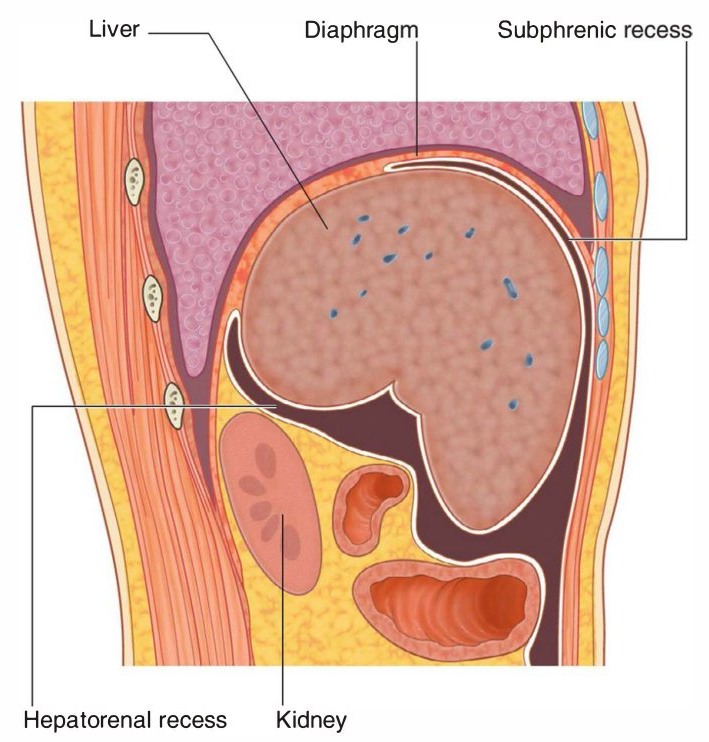 Liver
Diaphragm
Subphrenic recess
Hepatorenal recess
Kidney